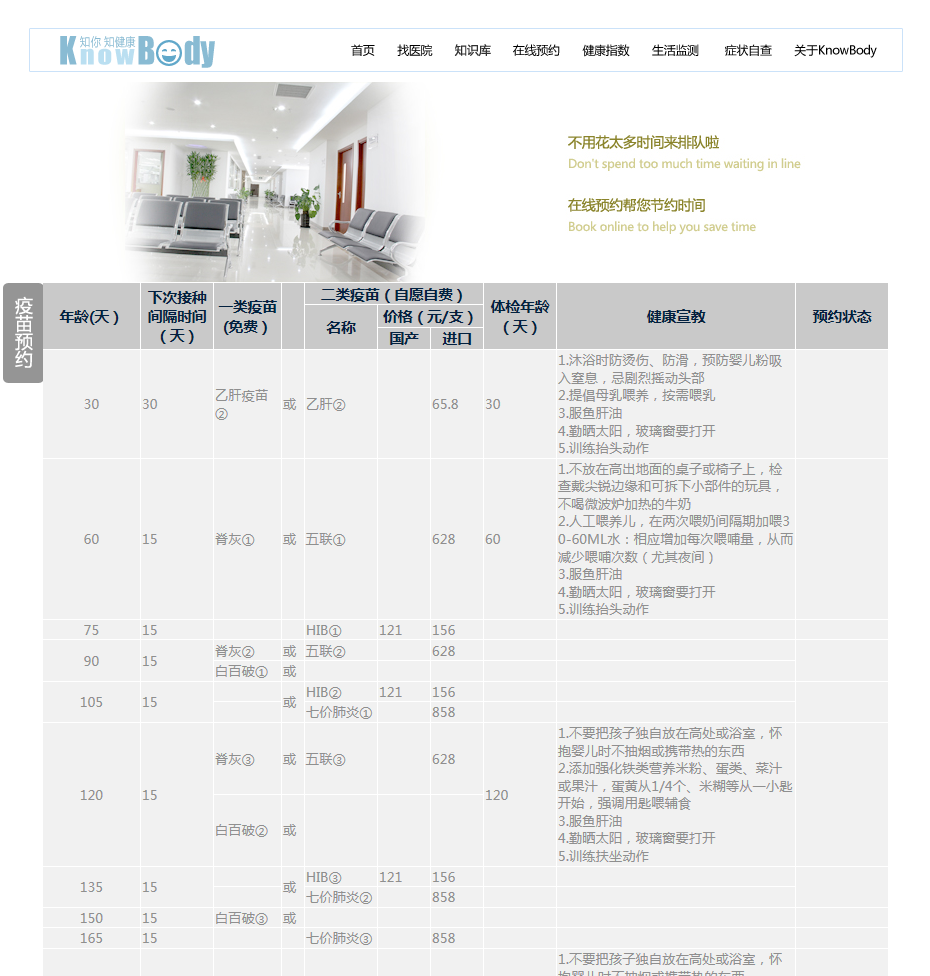 知你 知健康
KnowBody
首页 找医院 知识库 在线预约 健康指数 生活监测 症状自查 关于KnowBody
不用花太多时间来排队啦
Don't spend too much time waiting in line
在线预约帮您节约时间
Book online to help you save time
疫苗预约
年龄(天) 下次接种间隔时间(天) 一类疫苗(免费) 二类疫苗(自愿自费) 体检年龄(天) 健康宣教 预约状态
名称 价格(元/支)
国产 进口
30 30 乙肝疫苗② 或 乙肝② 65.8 30
1.沐浴时防烫伤、防滑，预防婴儿粉吸
入窒息，忌剧烈摇动头部
2.提倡母乳喂养，按需喂乳
3.服鱼肝油
4.勤晒太阳，玻璃窗要打开
5.训练抬头动作
60 15 脊灰① 或 五联① 628 60
1.不放在高出地面的桌子或椅子上，检
查戴尖锐边缘和可拆下小部件的玩具，
不喝微波炉加热的牛奶
2.人工喂养儿，在两次喂奶间隔期加喂3
0-60ML水：相应增加每次喂哺量，从而
减少喂哺次数（尤其夜间）
3.服鱼肝油
4.勤晒太阳，玻璃窗要打开
5.训练抬头动作
75 15 HIB① 121 156
90 15 脊灰② 或 五联② 628
白百破① 或
105 15 或 HIB② 121 156
七价肺炎① 858
120 15 脊灰③ 或 五联③ 628 120
白百破② 或
1.不要把孩子独自放在高处或浴室，怀
抱婴儿时不抽烟或携带热的东西
2.添加强化铁类营养米粉、蛋类、菜汁
或果汁，蛋黄从1/4个、米糊等从一小匙
开始，强调用匙喂辅食
3.服鱼肝油
4.勤晒太阳，玻璃窗要打开
5.训练扶坐动作
135 15 或 HIB③ 121 156
七价肺炎② 858
150 15 白百破③ 或
165 15 七价肺炎③ 858
1.不要把孩子独自放在高处或浴室，怀